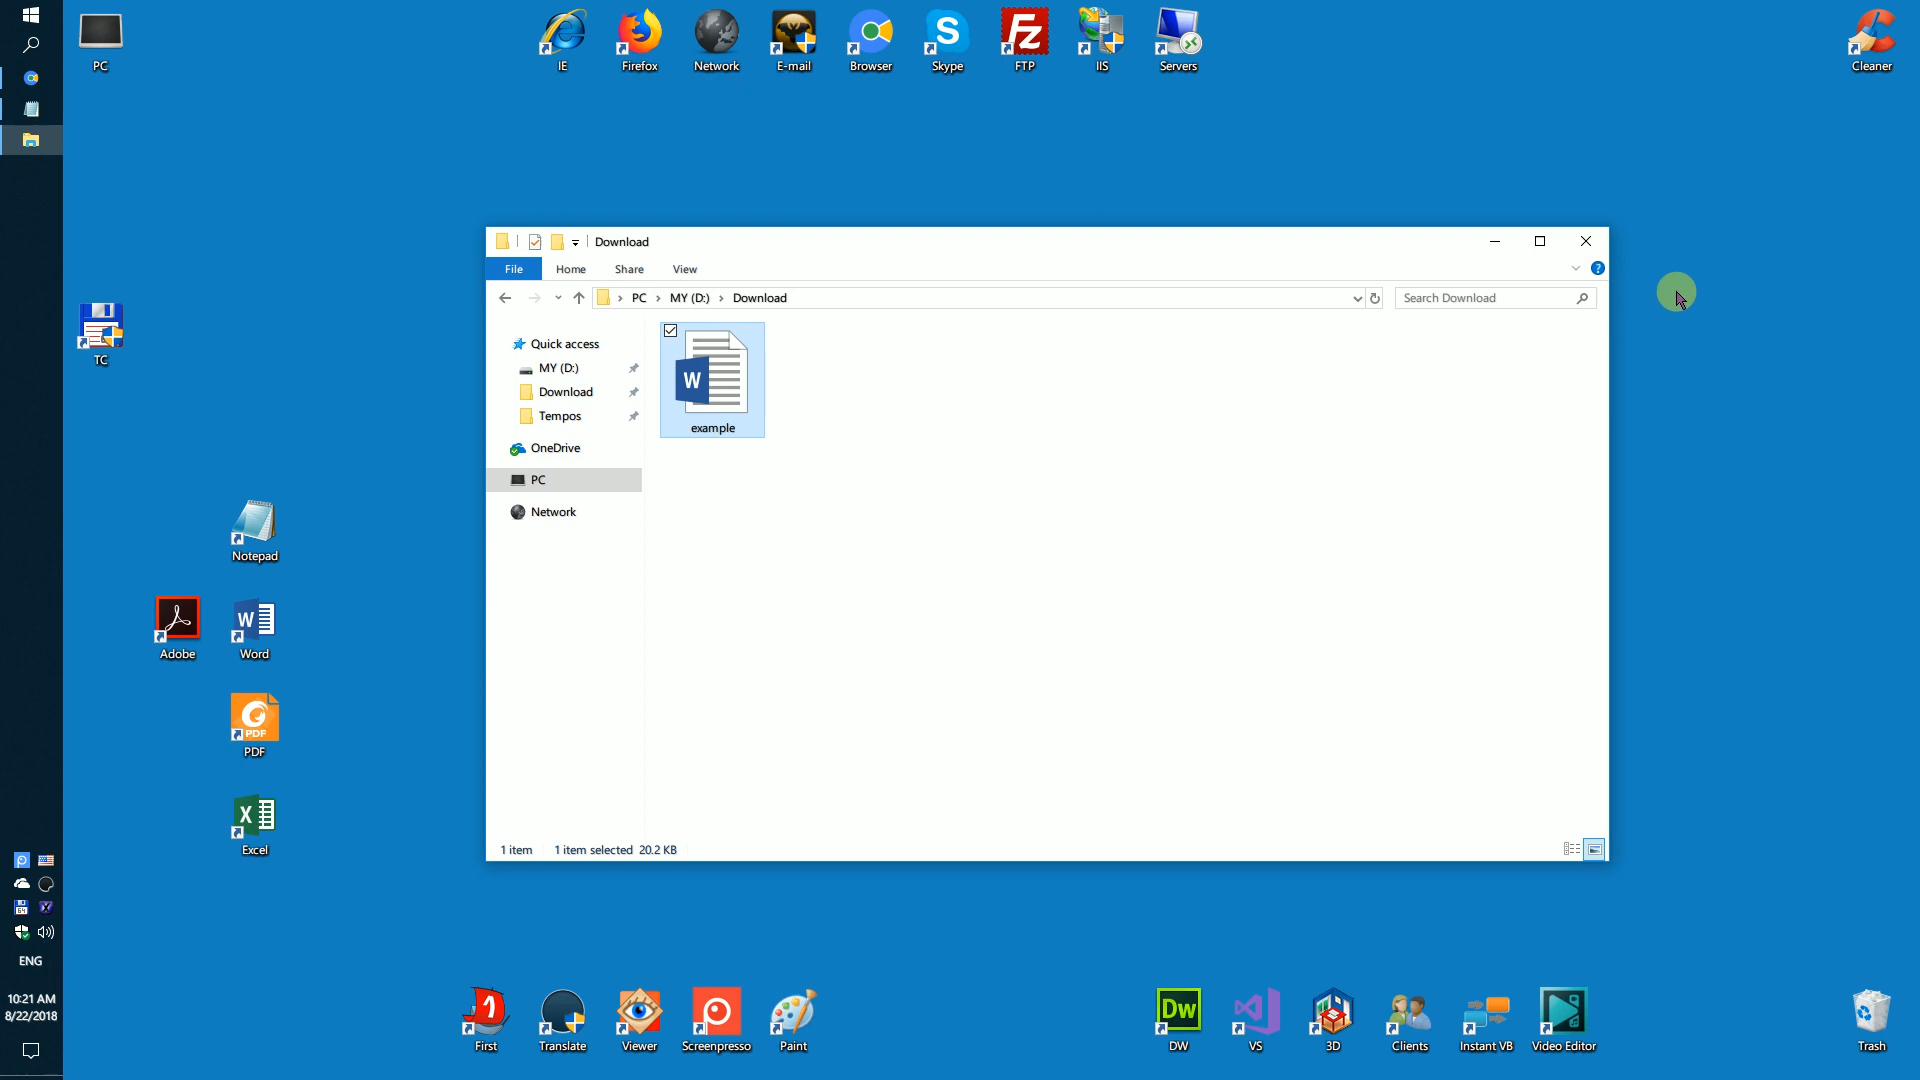 PC
IE
Firefox
Network
E-mail
Browser
Skype
FTP
IIS
Servers
Cleaner
TC
Notepad
Adobe
Word
PDF
PDF
Excel
Download
File
Home
Share
View
PC
MY (D:)
Download
Search Download
Quick access
MY (D:)
Download
Tempos
OneDrive
PC
Network
W
example
1 item
1 item selected 20.2 KB
64
ENG
10:21 AM
8/22/2018
First
Translate
Viewer
Screenpresso
Paint
Dw
DW
VS
3D
Clients
Instant VB
Video Editor
Trash